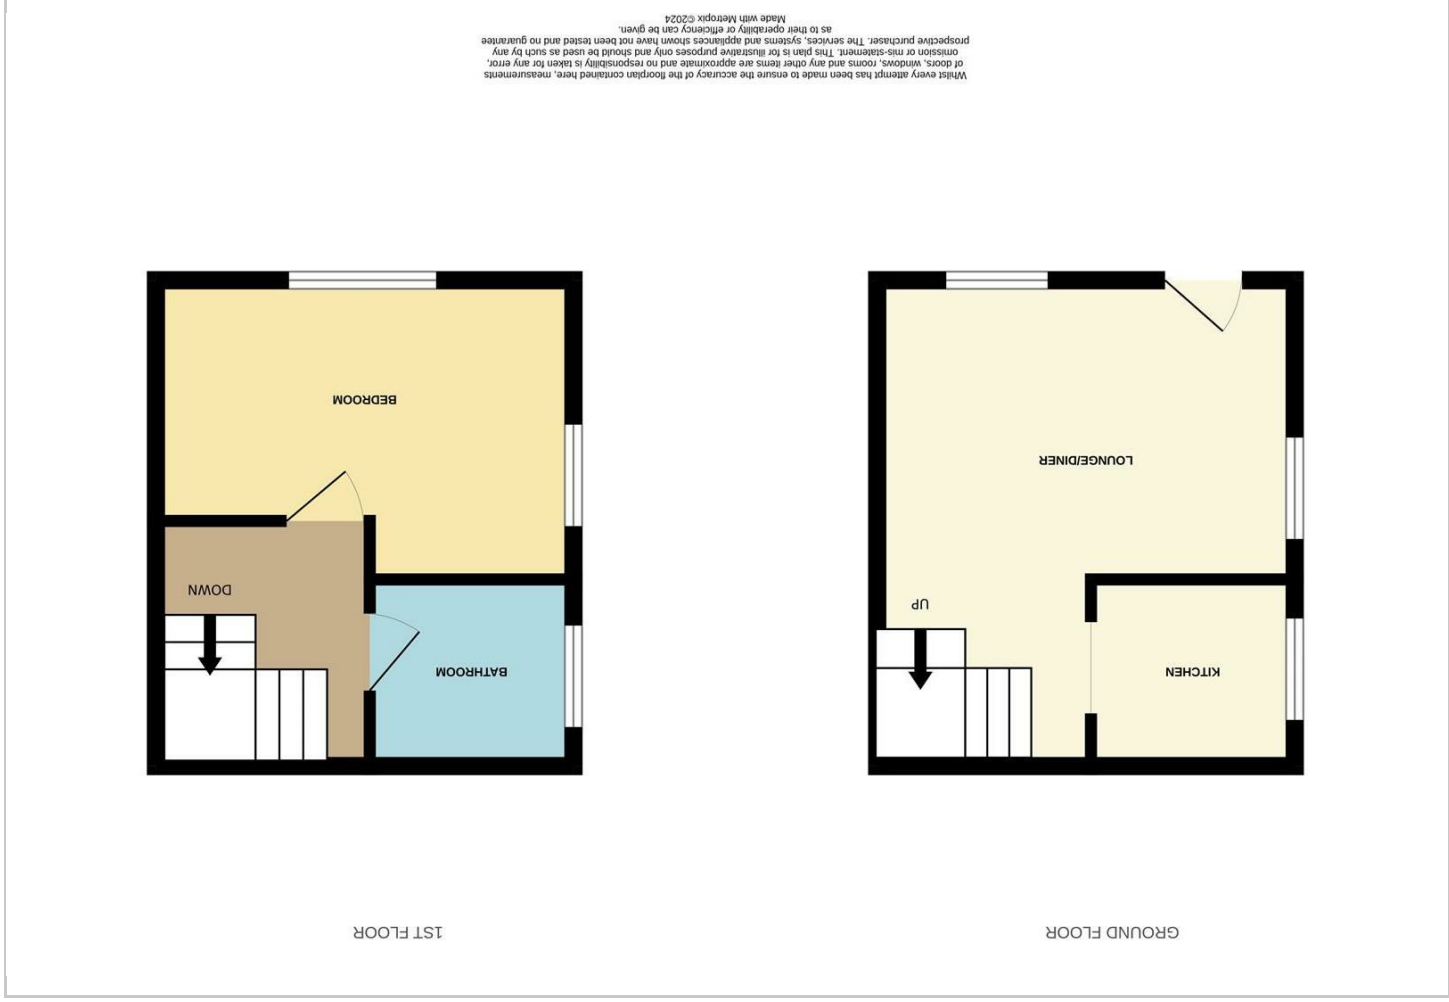 GROUND FLOOR
1ST FLOOR
KITCHEN
BATHROOM
UP
DOWN
LOUNGE/DINER
BEDROOM
Whilst every attempt has been made to ensure the accuracy of the floorplan contained here, measurements
of doors, windows, rooms and any other items are approximate and no responsibility is taken for any error,
omission or mis-statement. This plan is for illustrative purposes only and should be used as such by any
prospective purchaser. The services, systems and appliances shown have not been tested and no guarantee
as to their operability or efficiency can be given.
Made with Metropix ©2024